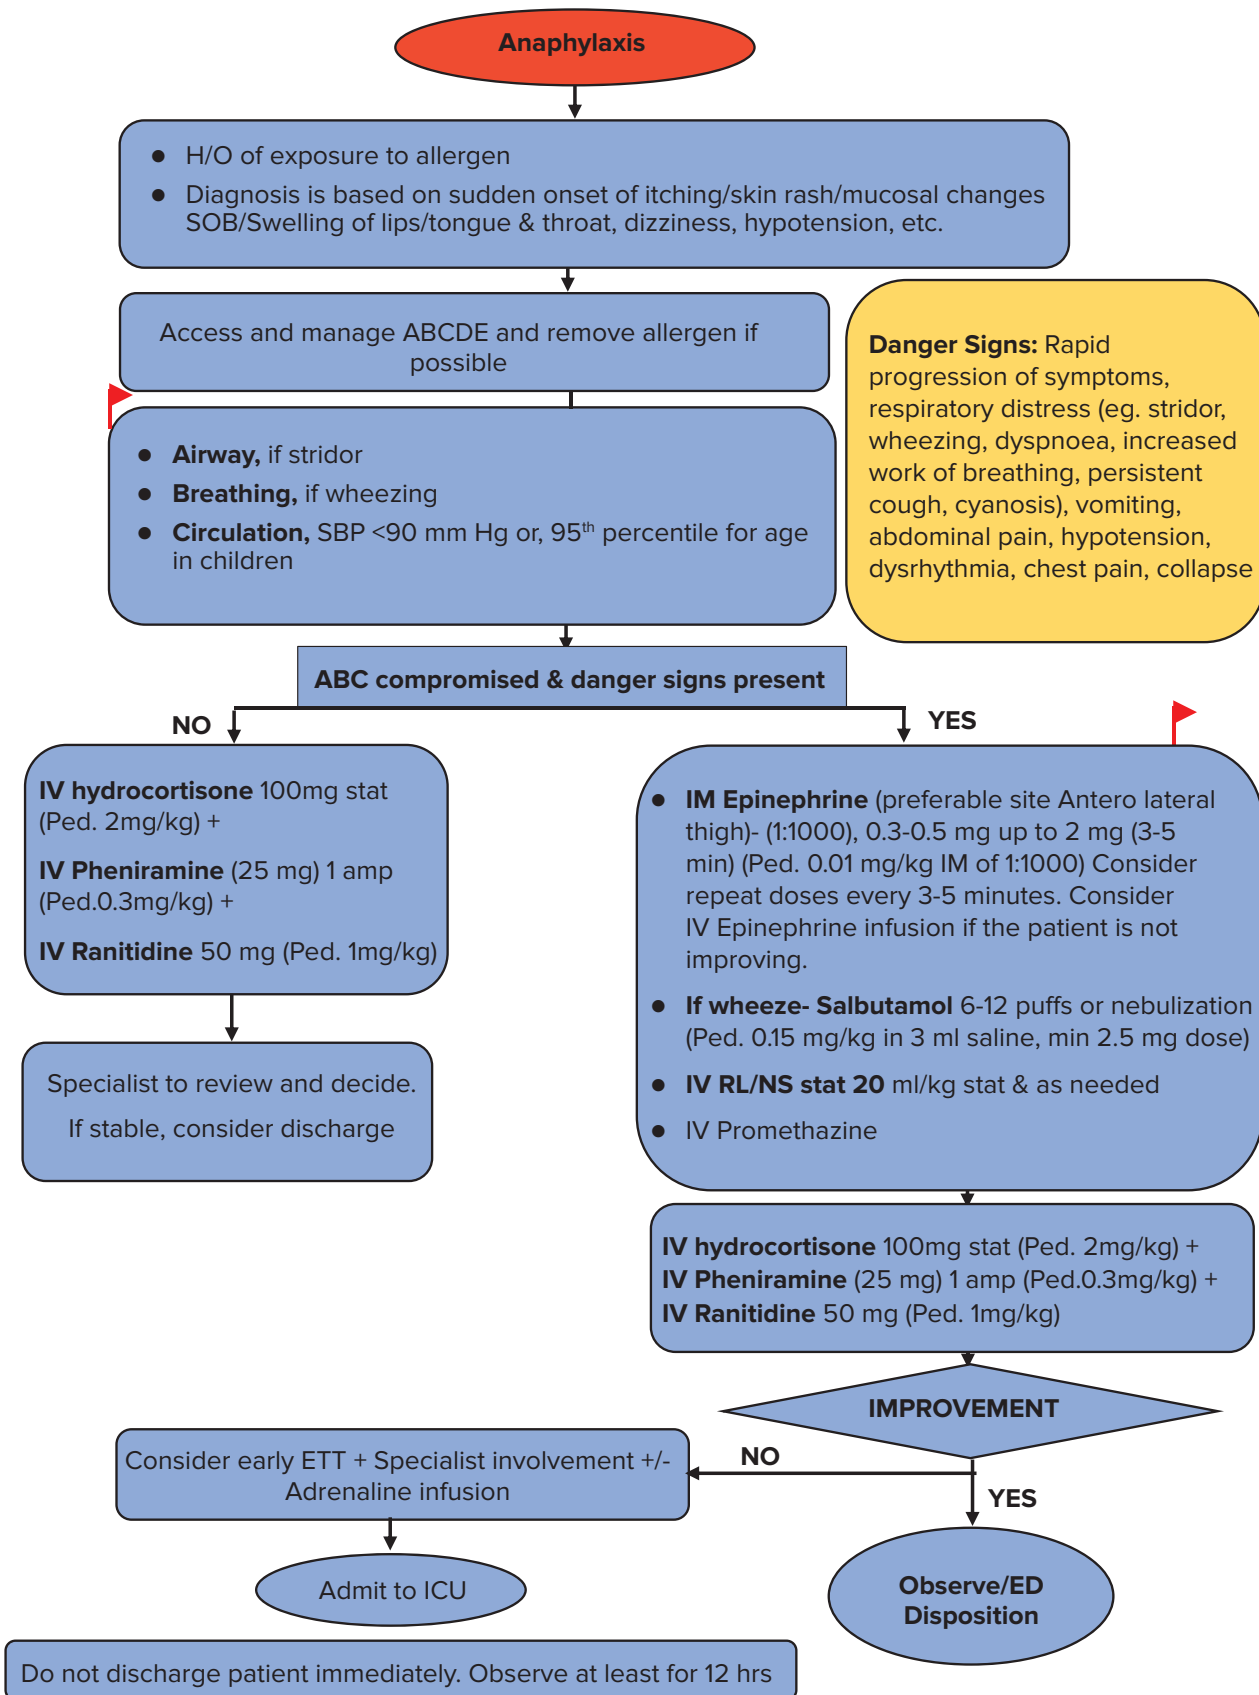 Anaphylaxis
● H/O of exposure to allergen
● Diagnosis is based on sudden onset of itching/skin rash/mucosal changes
SOB/Swelling of lips/tongue & throat, dizziness, hypotension, etc.
Access and manage ABCDE and remove allergen if
possible
Danger Signs: Rapid
progression of symptoms,
respiratory distress (eg. stridor,
wheezing, dyspnoea, increased
work of breathing, persistent
cough, cyanosis), vomiting,
abdominal pain, hypotension,
dysrhythmia, chest pain, collapse
● Airway, if stridor
● Breathing, if wheezing
● Circulation, SBP <90 mm Hg or, 95th percentile for age
in children
ABC compromised & danger signs present
NO
YES
IV hydrocortisone 100mg stat
(Ped. 2mg/kg) +
IV Pheniramine (25 mg) 1 amp
(Ped.0.3mg/kg) +
IV Ranitidine 50 mg (Ped. 1mg/kg)
Specialist to review and decide.
If stable, consider discharge
● IM Epinephrine (preferable site Antero lateral
thigh)- (1:1000), 0.3-0.5 mg up to 2 mg (3-5
min) (Ped. 0.01 mg/kg IM of 1:1000) Consider
repeat doses every 3-5 minutes. Consider
IV Epinephrine infusion if the patient is not
improving.
● If wheeze- Salbutamol 6-12 puffs or nebulization
(Ped. 0.15 mg/kg in 3 ml saline, min 2.5 mg dose)
● IV RL/NS stat 20 ml/kg stat & as needed
● IV Promethazine
IV hydrocortisone 100mg stat (Ped. 2mg/kg) +
IV Pheniramine (25 mg) 1 amp (Ped.0.3mg/kg) +
IV Ranitidine 50 mg (Ped. 1mg/kg)
IMPROVEMENT
NO
YES
Consider early ETT + Specialist involvement +/-
Adrenaline infusion
Admit to ICU
Observe/ED
Disposition
Do not discharge patient immediately. Observe at least for 12 hrs